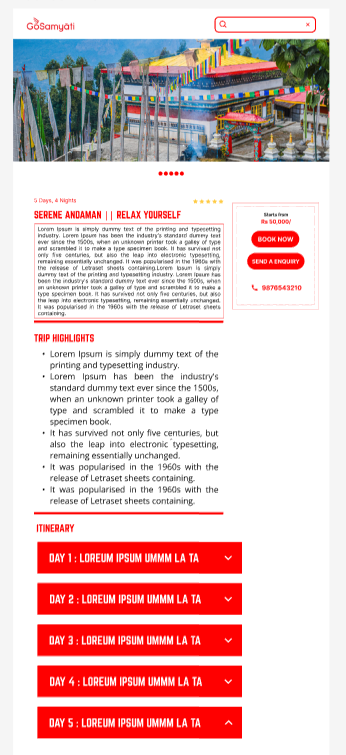 GoSamyāti
×
5 Days, 4 Nights
SERENE ANDAMAN || RELAX YOURSELF
Lorem Ipsum is simply dummy text of the printing and typesetting
industry. Lorem Ipsum has been the industry's standard dummy text
ever since the 1500s, when an unknown printer took a galley of type
and scrambled it to make a type specimen book. It has survived not
only five centuries, but also the leap into electronic typesetting,
remaining essentially unchanged. It was popularised in the 1960s with
the release of Letraset sheets containing.Lorem Ipsum is simply
dummy text of the printing and typesetting industry. Lorem Ipsum has
been the industry's standard dummy text ever since the 1500s, when
an unknown printer took a galley of type and scrambled it to make a
type specimen book. It has survived not only five centuries, but also
the leap into electronic typesetting, remaining essentially unchanged.
It was popularised in the 1960s with the release of Letraset sheets
containing.
Starts from
Rs 50,000/
BOOK NOW
SEND A ENQUIRY
9876543210
TRIP HIGHLIGHTS
• Lorem Ipsum is simply dummy text of the
printing and typesetting industry.
• Lorem Ipsum has been the industry's
standard dummy text ever since the 1500s,
when an unknown printer took a galley of
type and scrambled it to make a type
specimen book.
• It has survived not only five centuries, but
also the leap into electronic typesetting,
remaining essentially unchanged.
• It was popularised in the 1960s with the
release of Letraset sheets containing.
• It was popularised in the 1960s with the
release of Letraset sheets containing.
ITINERARY
DAY 1 : LOREUM IPSUM UMMM LA TA
DAY 2 : LOREUM IPSUM UMMM LA TA
DAY 3 : LOREUM IPSUM UMMM LA TA
DAY 4 : LOREUM IPSUM UMMM LA TA
DAY 5 : LOREUM IPSUM UMMM LA TA